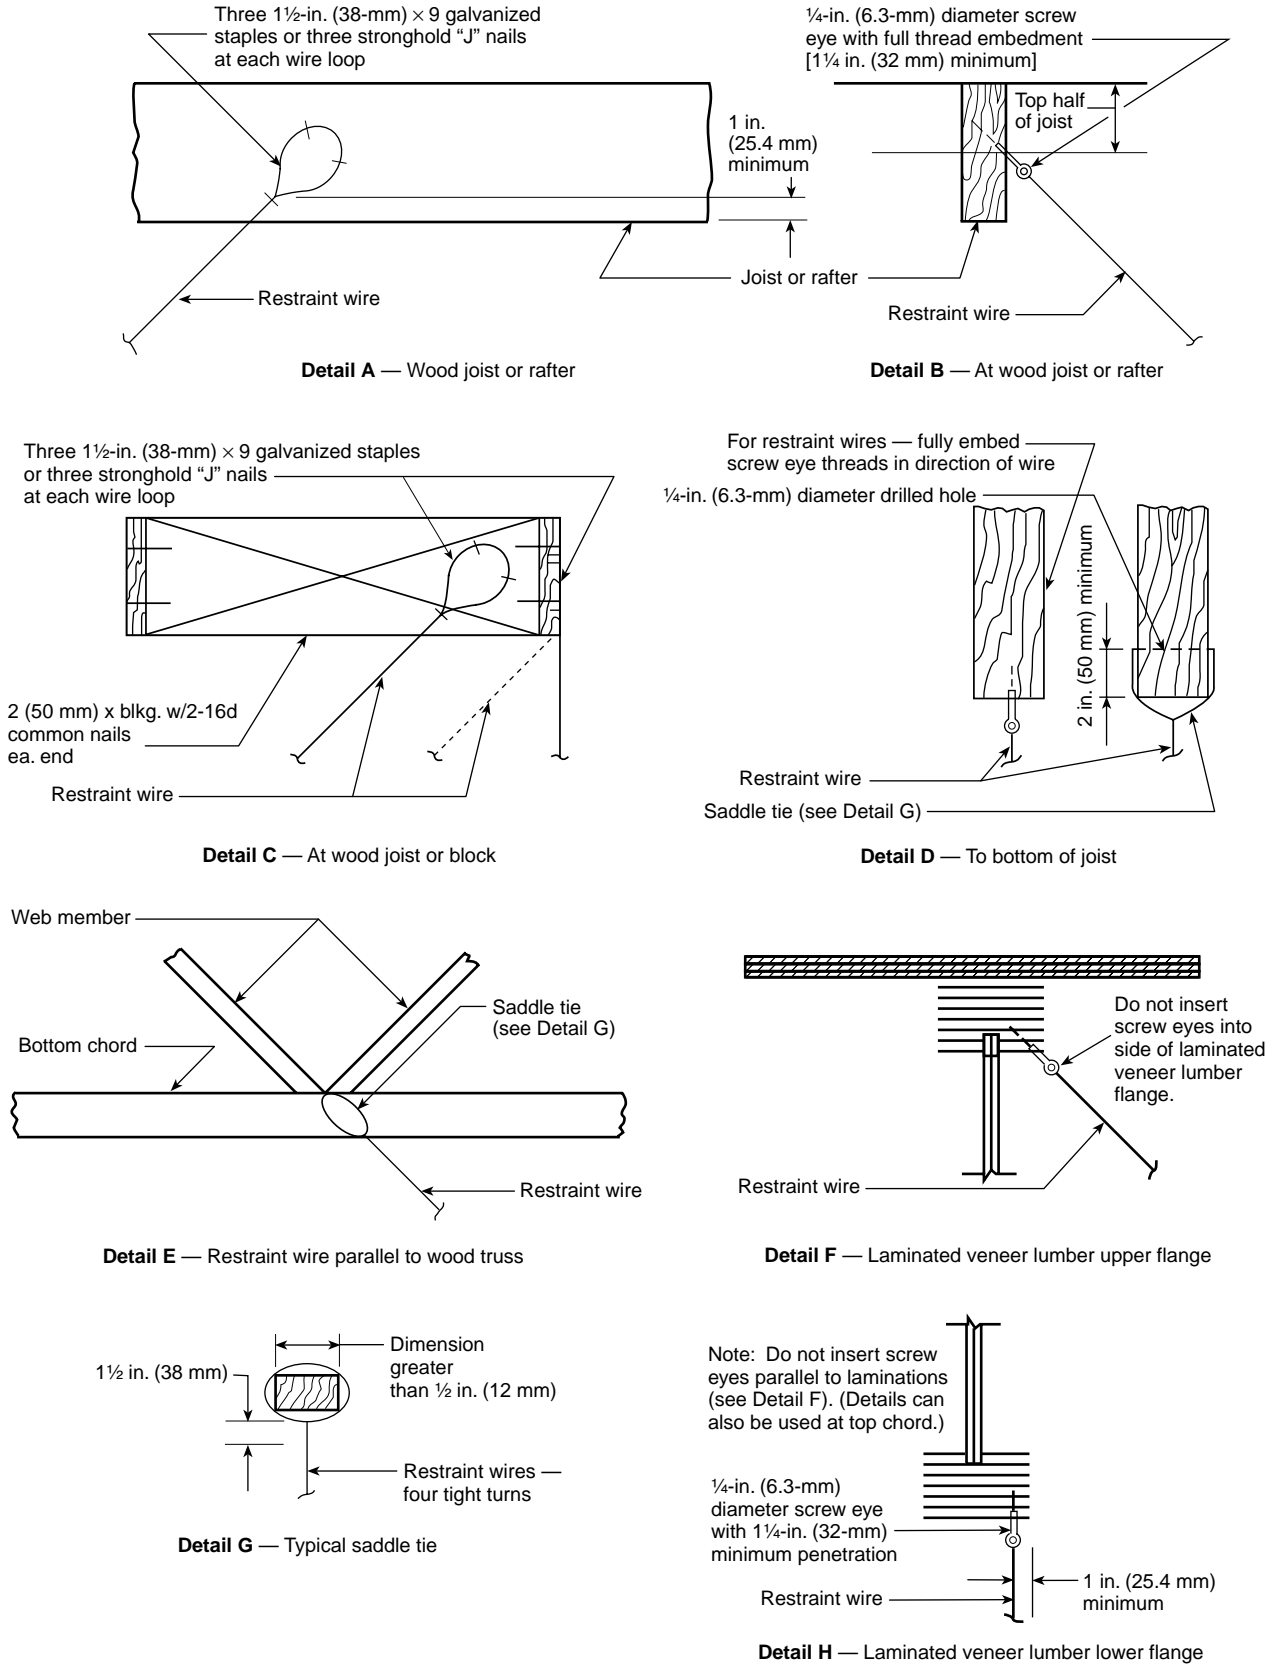 Three 1½-in. (38-mm) × 9 galvanized
staples or three stronghold “J” nails
at each wire loop
1 in.
(25.4 mm)
minimum
Joist or rafter
Restraint wire
Detail A — Wood joist or rafter
¼-in. (6.3-mm) diameter screw
eye with full thread embedment
[1¼ in. (32 mm) minimum]
Top half
of joist
Restraint wire
Detail B — At wood joist or rafter
Three 1½-in. (38-mm) × 9 galvanized staples
or three stronghold “J” nails
at each wire loop
2 (50 mm) x blkg. w/2-16d
common nails
ea. end
Restraint wire
Detail C — At wood joist or block
For restraint wires — fully embed
screw eye threads in direction of wire
¼-in. (6.3-mm) diameter drilled hole
2 in. (50 mm) minimum
Restraint wire
Saddle tie (see Detail G)
Detail D — To bottom of joist
Web member
Bottom chord
Saddle tie
(see Detail G)
Restraint wire
Detail E — Restraint wire parallel to wood truss
Do not insert
screw eyes into
side of laminated
veneer lumber
flange.
Restraint wire
Detail F — Laminated veneer lumber upper flange
1½ in. (38 mm)
Dimension
greater
than ½ in. (12 mm)
Restraint wires —
four tight turns
Detail G — Typical saddle tie
Note: Do not insert screw
eyes parallel to laminations
(see Detail F). (Details can
also be used at top chord.)
¼-in. (6.3-mm)
diameter screw eye
with 1¼-in. (32-mm)
minimum penetration
Restraint wire
1 in. (25.4 mm)
minimum
Detail H — Laminated veneer lumber lower flange